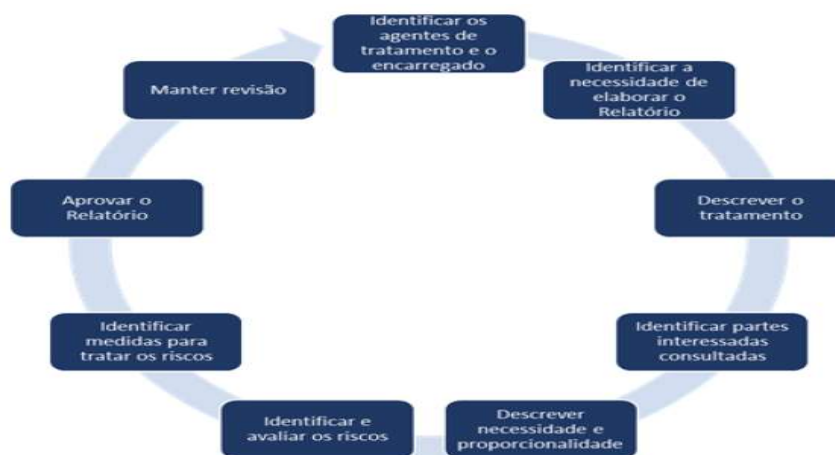 Identificar os
agentes de
tratamento e o
encarregado
Identificar a
necessidade de
elaborar o
Relatório
Descrever o
tratamento
Identificar partes
interessadas
consultadas
Descrever
necessidade e
proporcionalidade
Identificar e
avaliar os riscos
Identificar
medidas para
tratar os riscos
Aprovar o
Relatório
Manter revisão